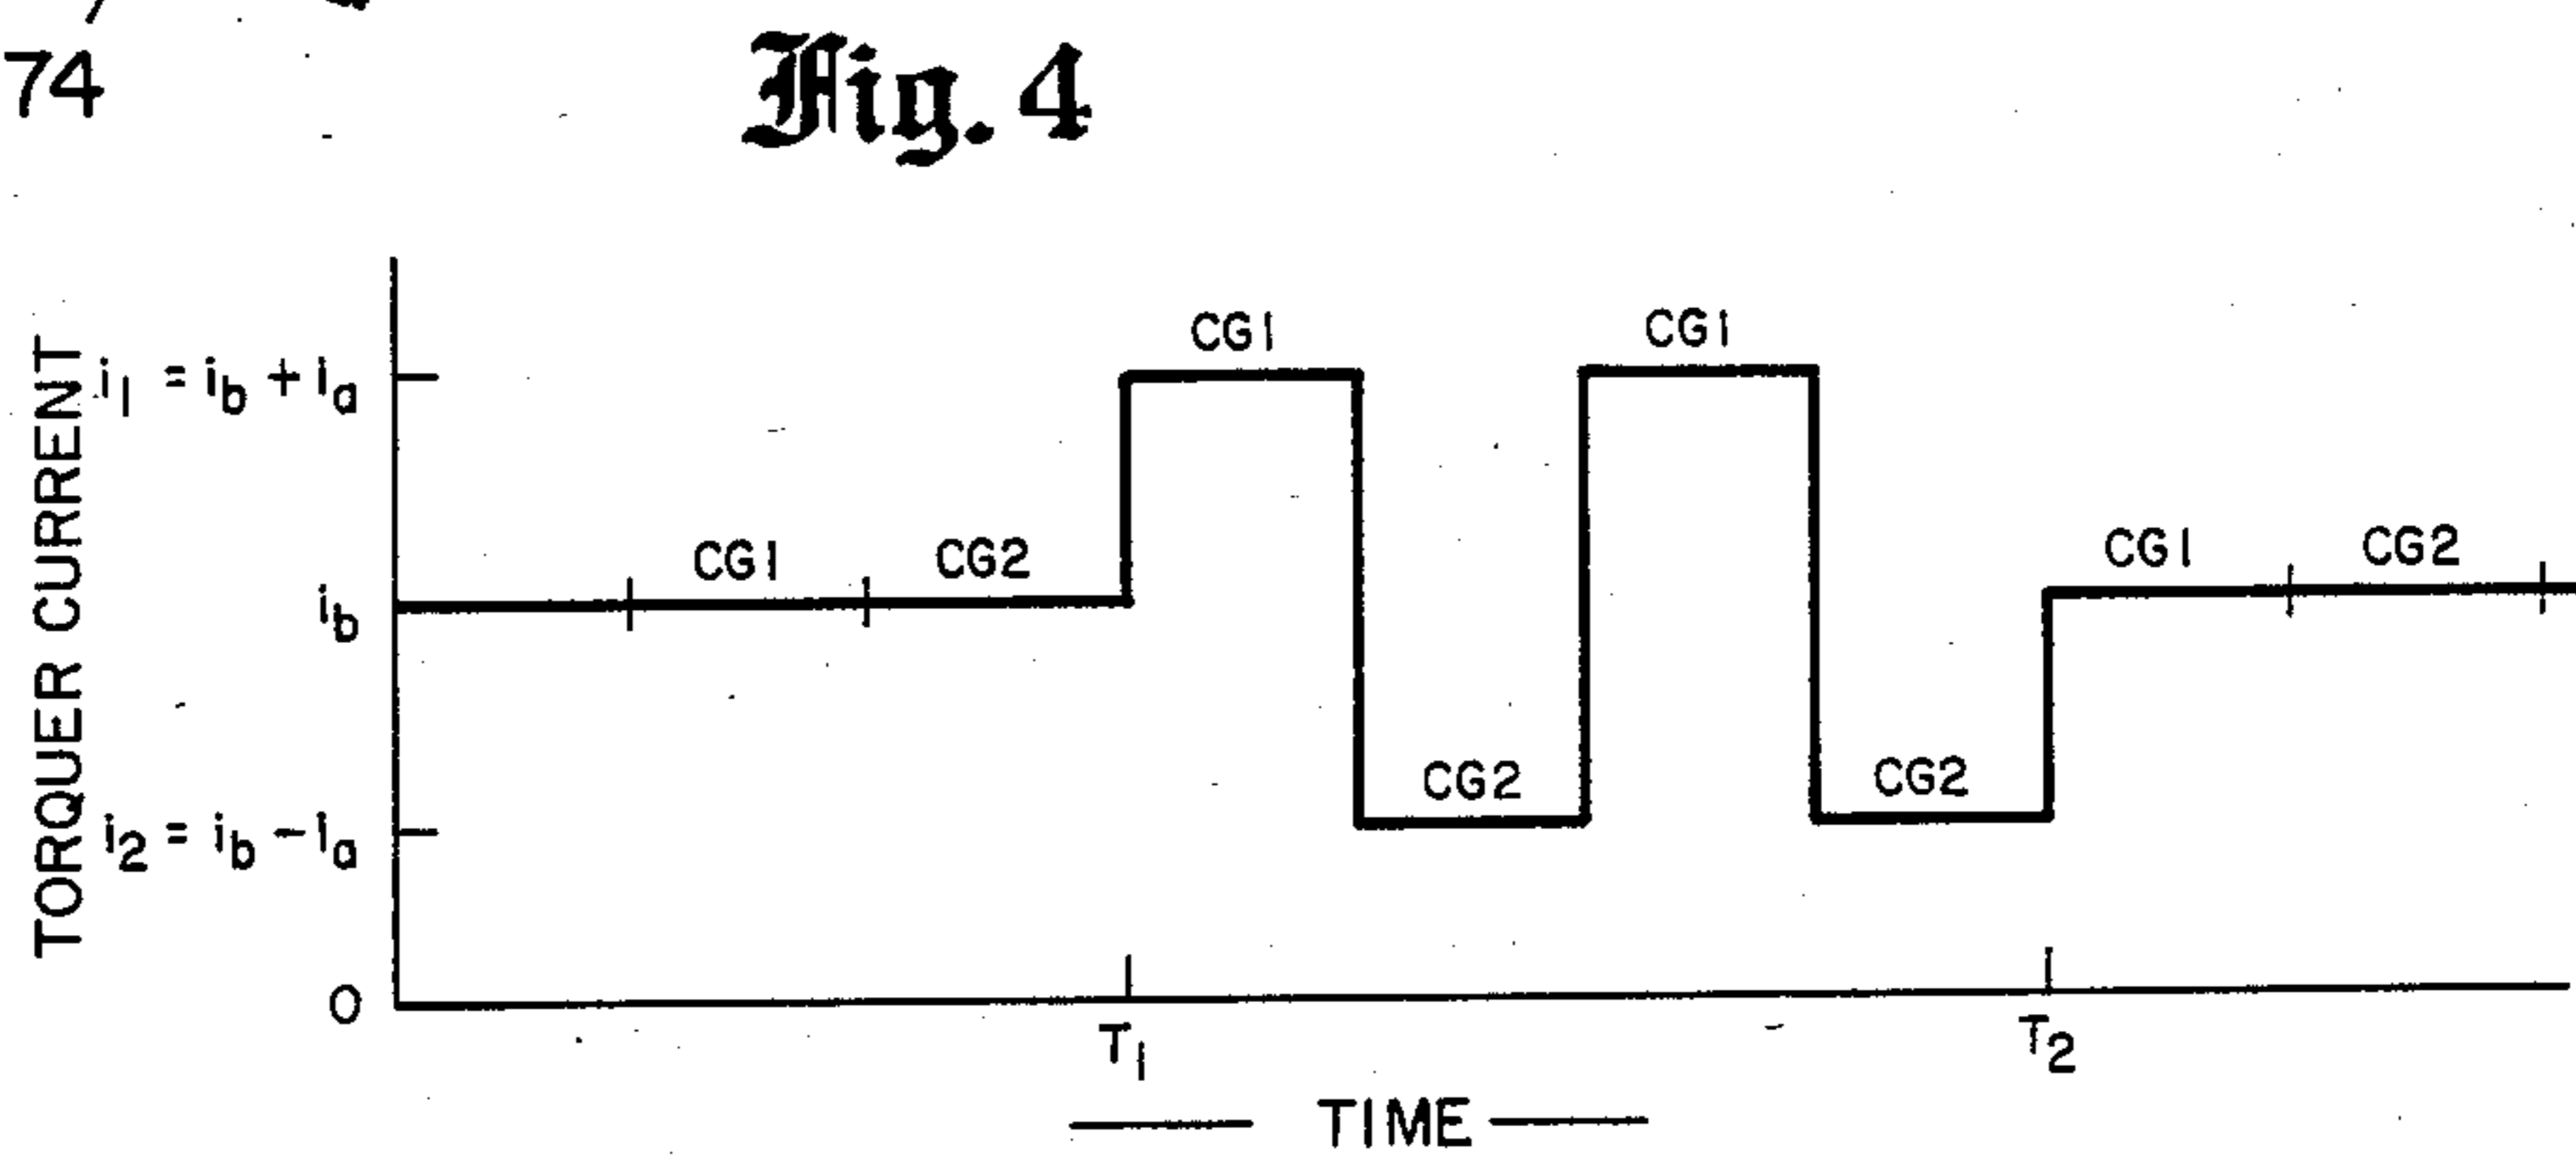 74
Fig. 4
TORQUER CURRENT
i1 = ib + ia
ib
i2 = ib - ia
0
CG1
CG2
CG1
CG2
CG1
CG2
CG1
CG2
T1
T2
TIME